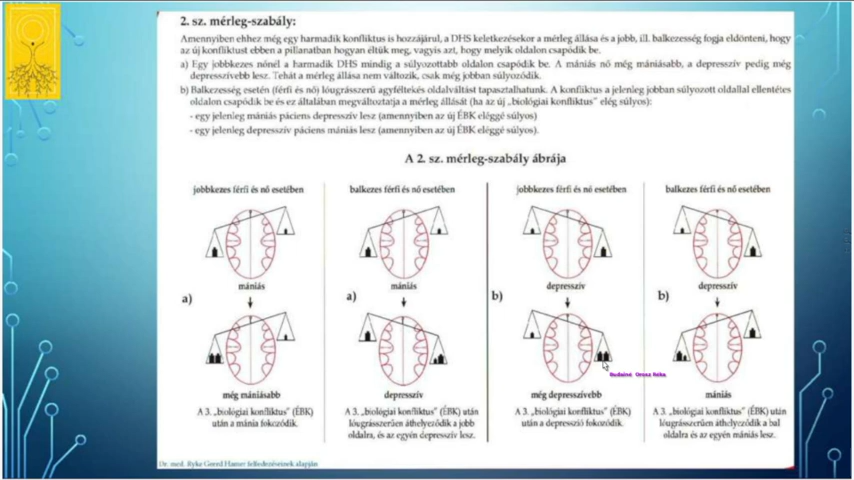 2. sz. mérleg-szabály:
Amennyiben ehhez még egy harmadik konfliktus is hozzájárul, a DHS keletkezésekor a mérleg állása és a jobb, ill. balkezesség fogja eldönteni, hogy
az új konfliktust ebben a pillanatban hogyan éltük meg, vagyis azt, hogy melyik oldalon csapódik be.
a) Egy jobbkezes nőnél a harmadik DHS mindig a súlyozottabb oldalon csapódik be. A mániás nő még mániásabb, a depresszív pedig még
depresszívebb lesz. Tehát a mérleg állása nem változik, csak még jobban súlyozódik.
b) Balkezesség esetén (férfi és nő) lóugrásszerű agyféltekés oldalváltást tapasztalhatunk. A konfliktus a jelenleg jobban súlyozott oldallal ellentétes
oldalon csapódik be és ez általában megváltoztatja a mérleg állását (ha az új „biológiai konfliktus" elég súlyos):
- egy jelenleg mániás páciens depresszív lesz (amennyiben az új ÉBK eléggé súlyos)
- egy jelenleg depresszív páciens mániás lesz (amennyiben az új ÉBK eléggé súlyos).
A 2. sz. mérleg-szabály ábrája
jobbkezes férfi és nő esetében
balkezes férfi és nő esetében
jobbkezes férfi és nő esetében
balkezes férfi és nő esetében
mániás
mániás
depresszív
depresszív
a)
a)
b)
b)
Budainé Orosz Réka
még mániásabb
depresszív
még depresszívebb
mániás
A 3. „biológiai konfliktus" (ÉBK)
után a mánia fokozódik.
A 3. „biológiai konfliktus" (ÉBK) után
lóugrásszerűen áthelyeződik a jobb
oldalra, és az egyén depresszív lesz.
A 3. „biológiai konfliktus" (ÉBK)
után a depresszió fokozódik.
A 3. „biológiai konfliktus" (ÉBK) után
lóugrásszerűen áthelyeződik a bal
oldalra és az egyén mániás lesz.
Dr. med. Ryke Geerd Hamer felfedezéseinek alapján